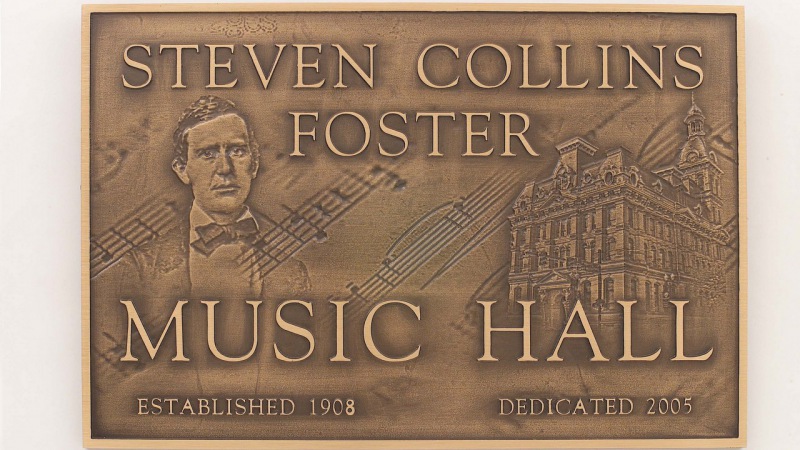 STEVEN COLLINS
FOSTER
MUSIC HALL
ESTABLISHED 1908
DEDICATED 2005